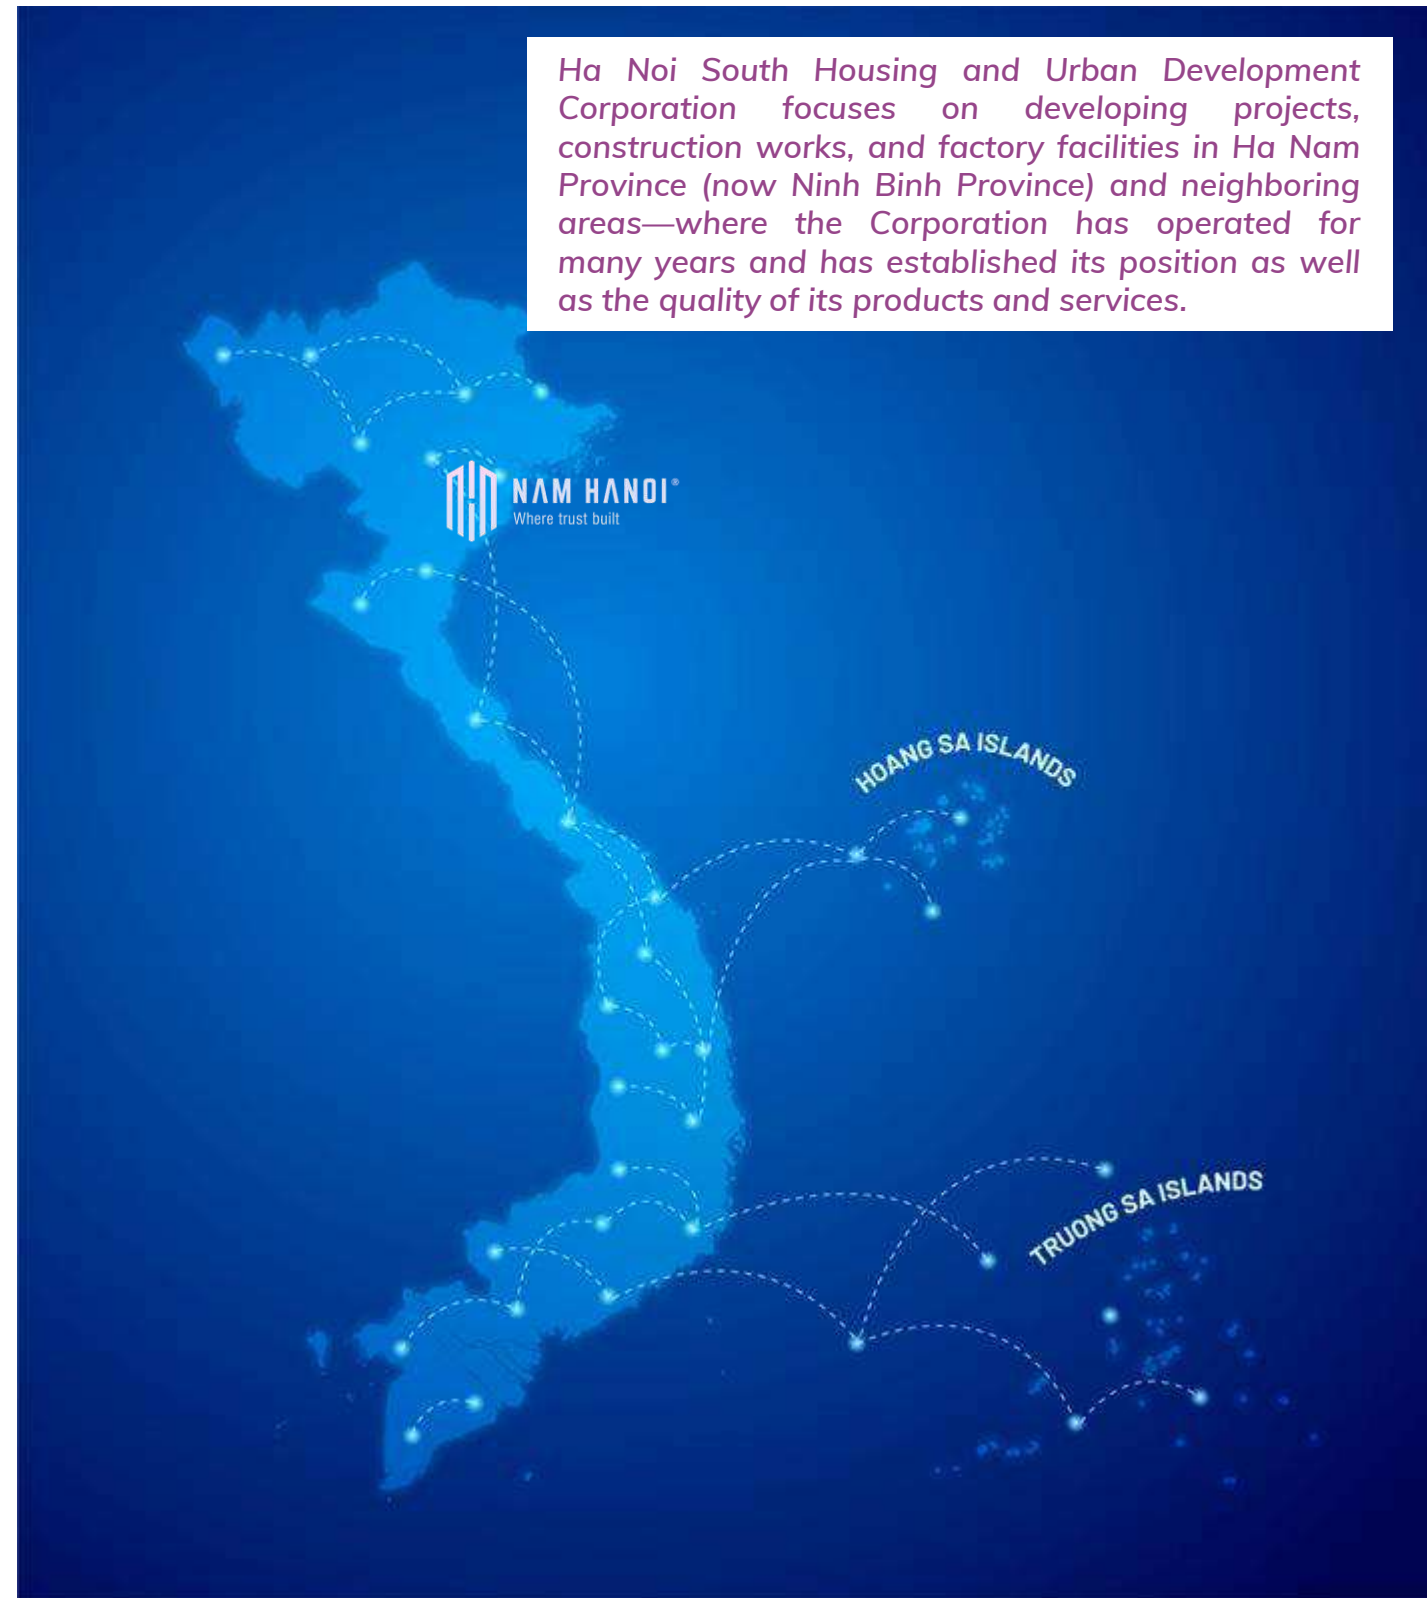 Ha Noi South Housing and Urban Development
Corporation focuses on developing projects,
construction works, and factory facilities in Ha Nam
Province (now Ninh Binh Province) and neighboring
areas—where the Corporation has operated for
many years and has established its position as well
as the quality of its products and services.
NAM HANOI®
Where trust built
HOANG SA ISLANDS
TRUONG SA ISLANDS